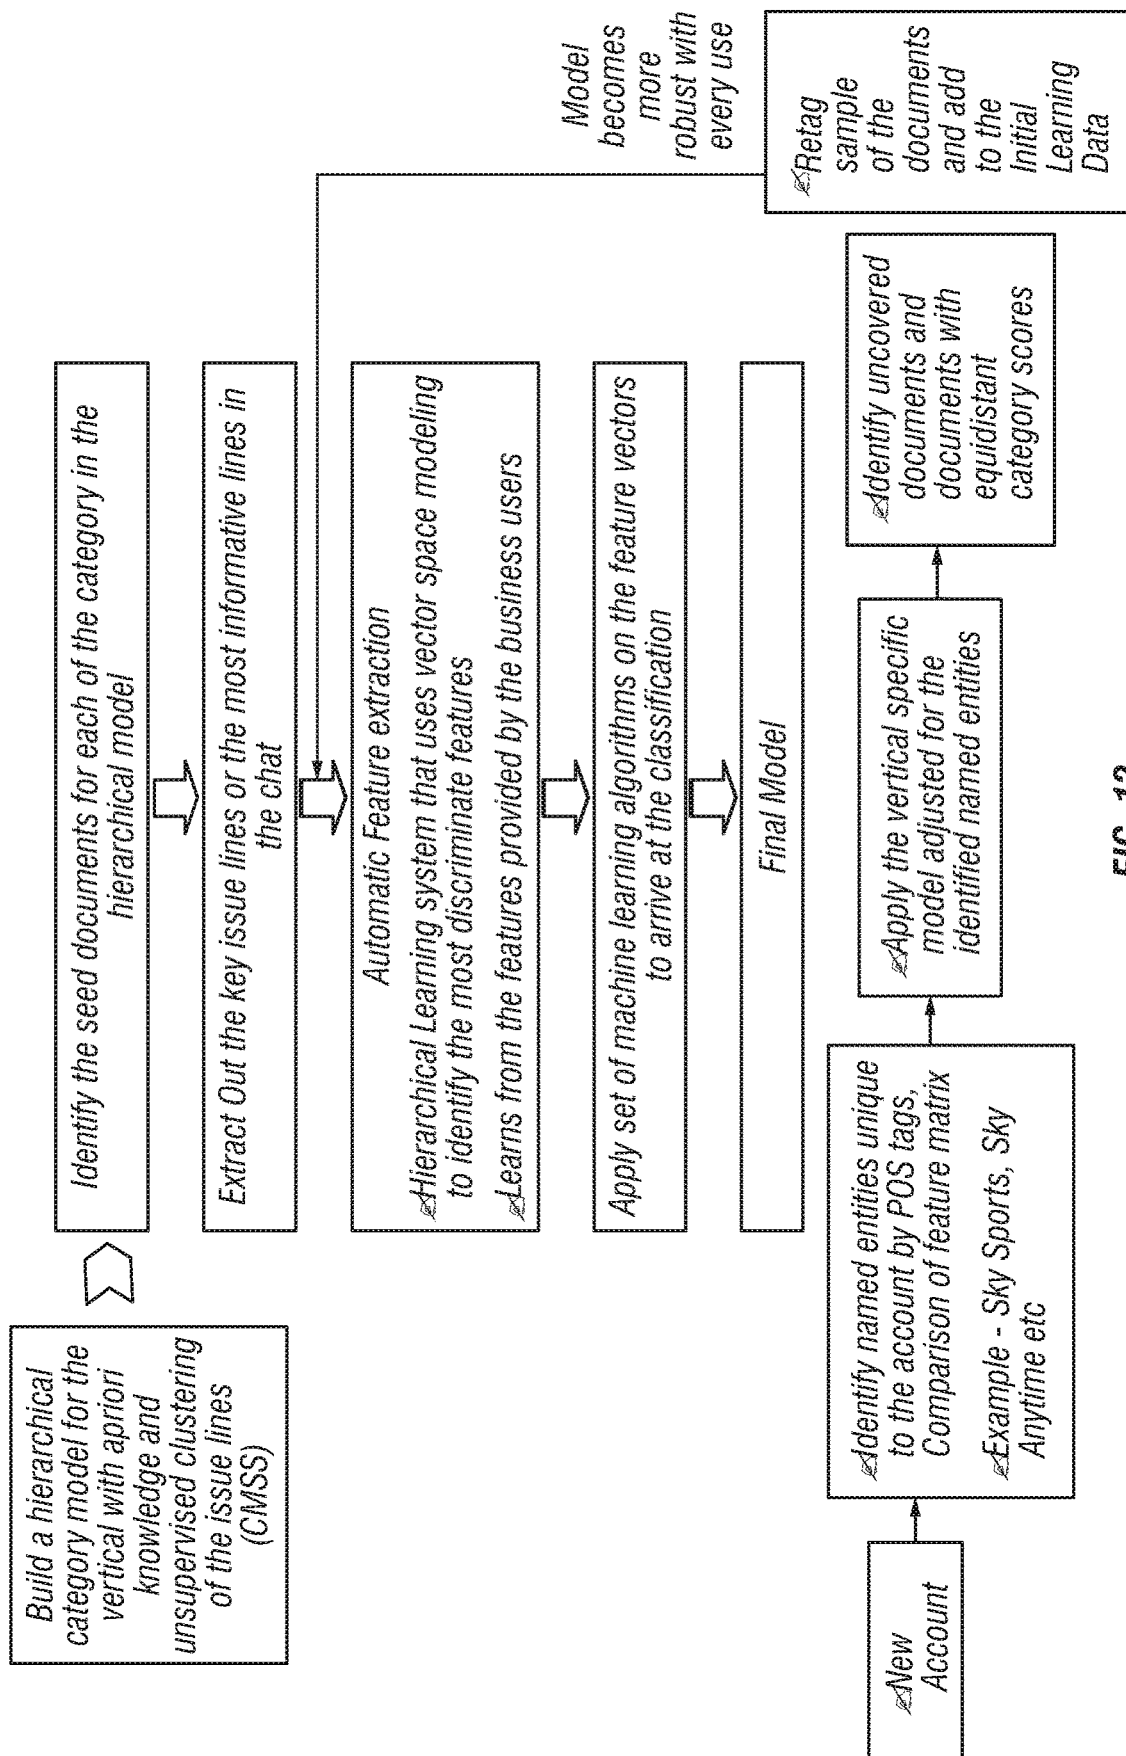 Build a hierarchical
category model for the
vertical with apriori
knowledge and
unsupervised clustering
of the issue lines
(CMSS)
Identify the seed documents for each of the category in the
hierarchical model
Extract Out the key issue lines or the most informative lines in
the chat
Automatic Feature extraction
Hierarchical Learning system that uses vector space modeling
to identify the most discriminate features
Learns from the features provided by the business users
Apply set of machine learning algorithms on the feature vectors
to arrive at the classification
Final Model
Model
becomes
more
robust with
every use
New
Account
Identify named entities unique
to the account by POS tags,
Comparison of feature matrix
Example - Sky Sports, Sky
Anytime etc
Apply the vertical specific
model adjusted for the
identified named entities
Identify uncovered
documents and
documents with
equidistant
category scores
Retag
sample
of the
documents
and add
to the
Initial
Learning
Data